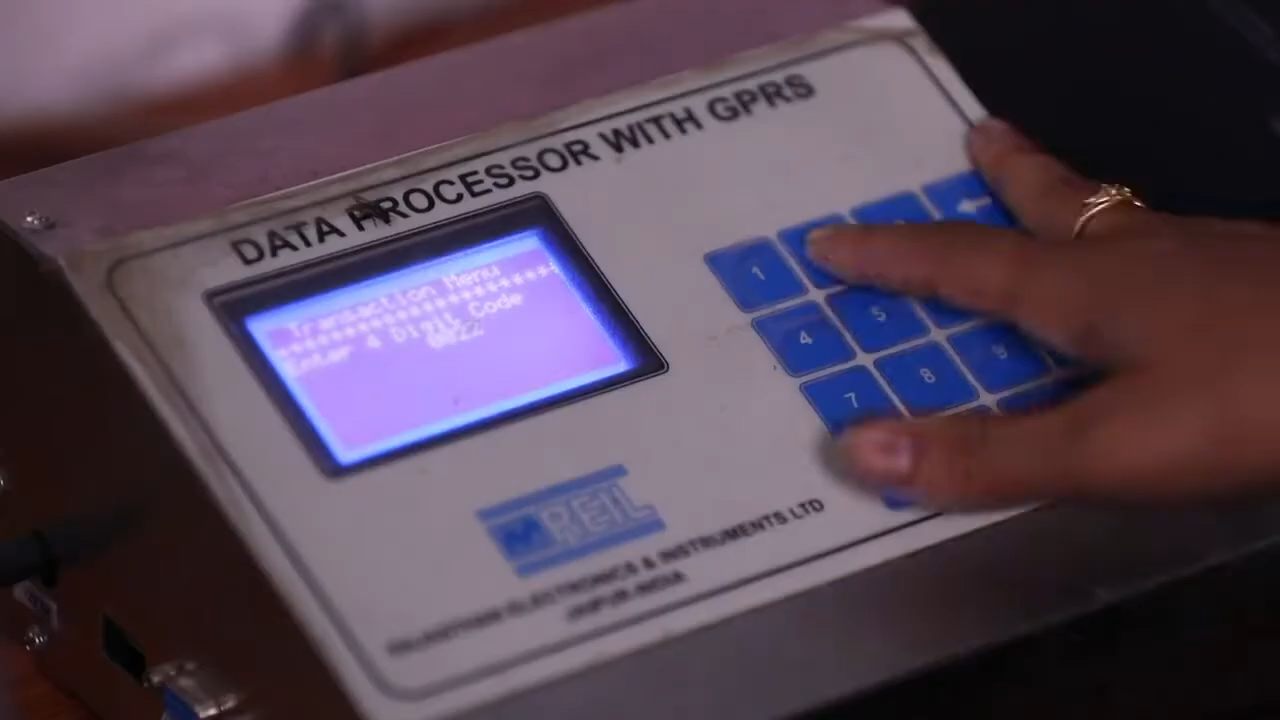 DATA PROCESSOR WITH GPRS
Transaction Menu
********************
Enter 4 Digit Code
0022
1
4
5
7
8
9
REIL
RAJASTHAN ELECTRONICS & INSTRUMENTS LTD
JAIPUR INDIA